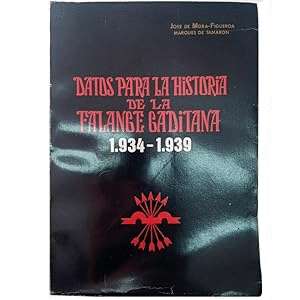 JOSE DE MORA-FIGUEROA
MARQUES DE TAMARON
DATOS PARA LA HISTORIA
DE LA
FALANGE GADITANA
1.934-1.939